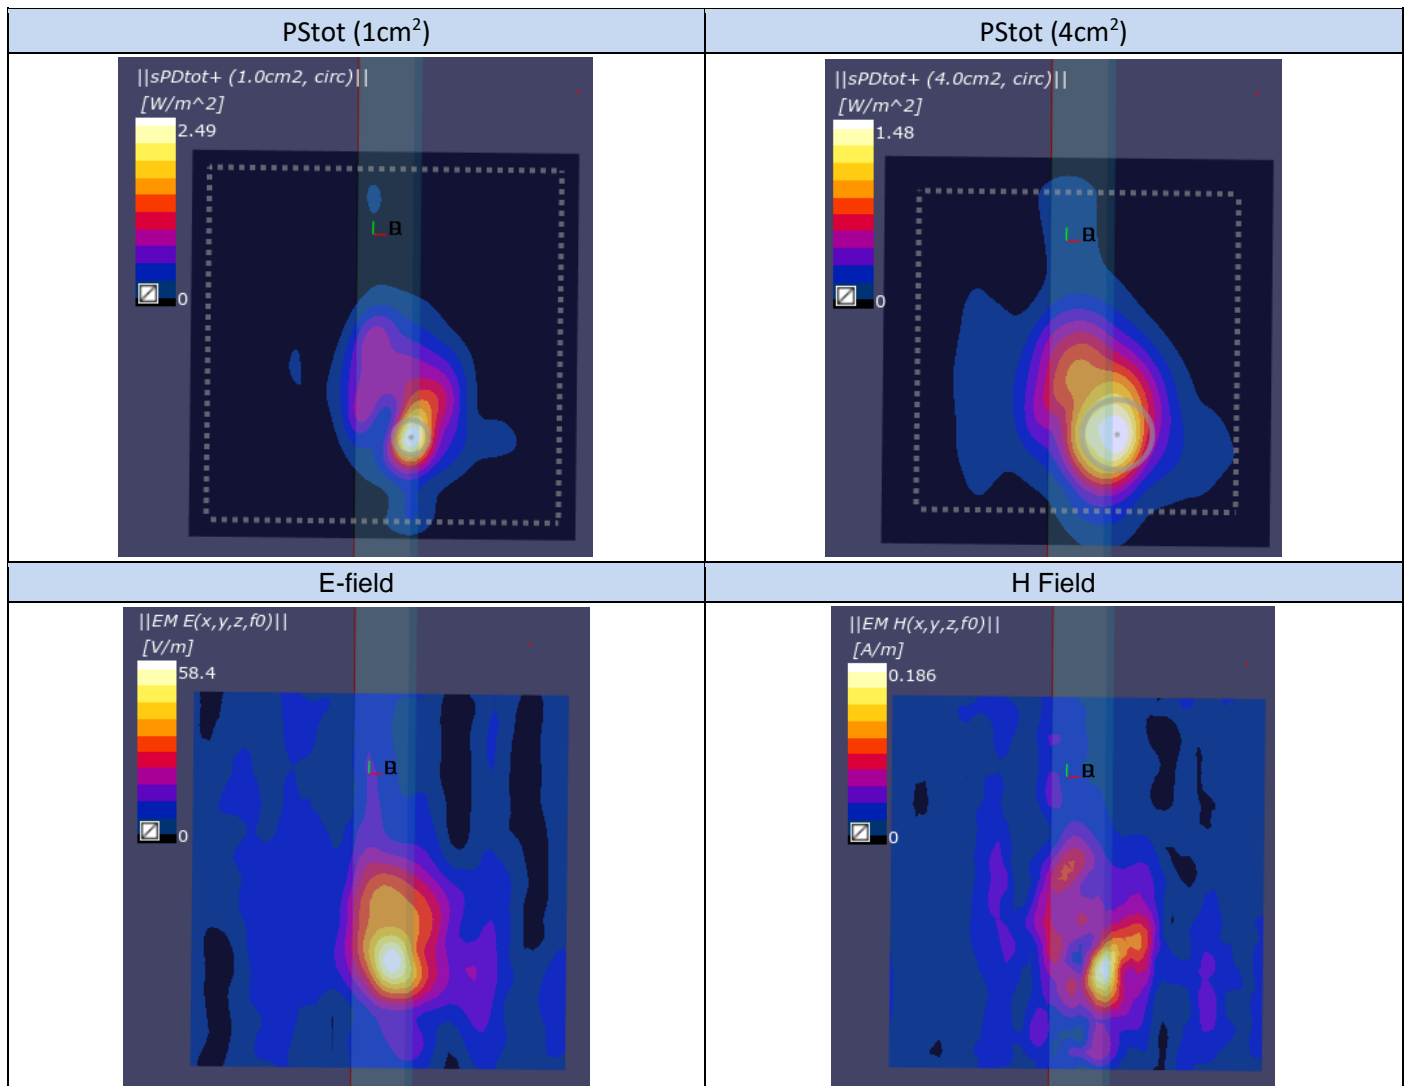 PStot (1cm²)
PStot (4cm²)
||sPDtot+ (1.0cm2, circ)||
[W/m^2]
2.49
0
||sPDtot+ (4.0cm2, circ)||
[W/m^2]
1.48
0
E-field
H Field
||EM E(x,y,z,f0)||
[V/m]
58.4
0
||EM H(x,y,z,f0)||
[A/m]
0.186
0